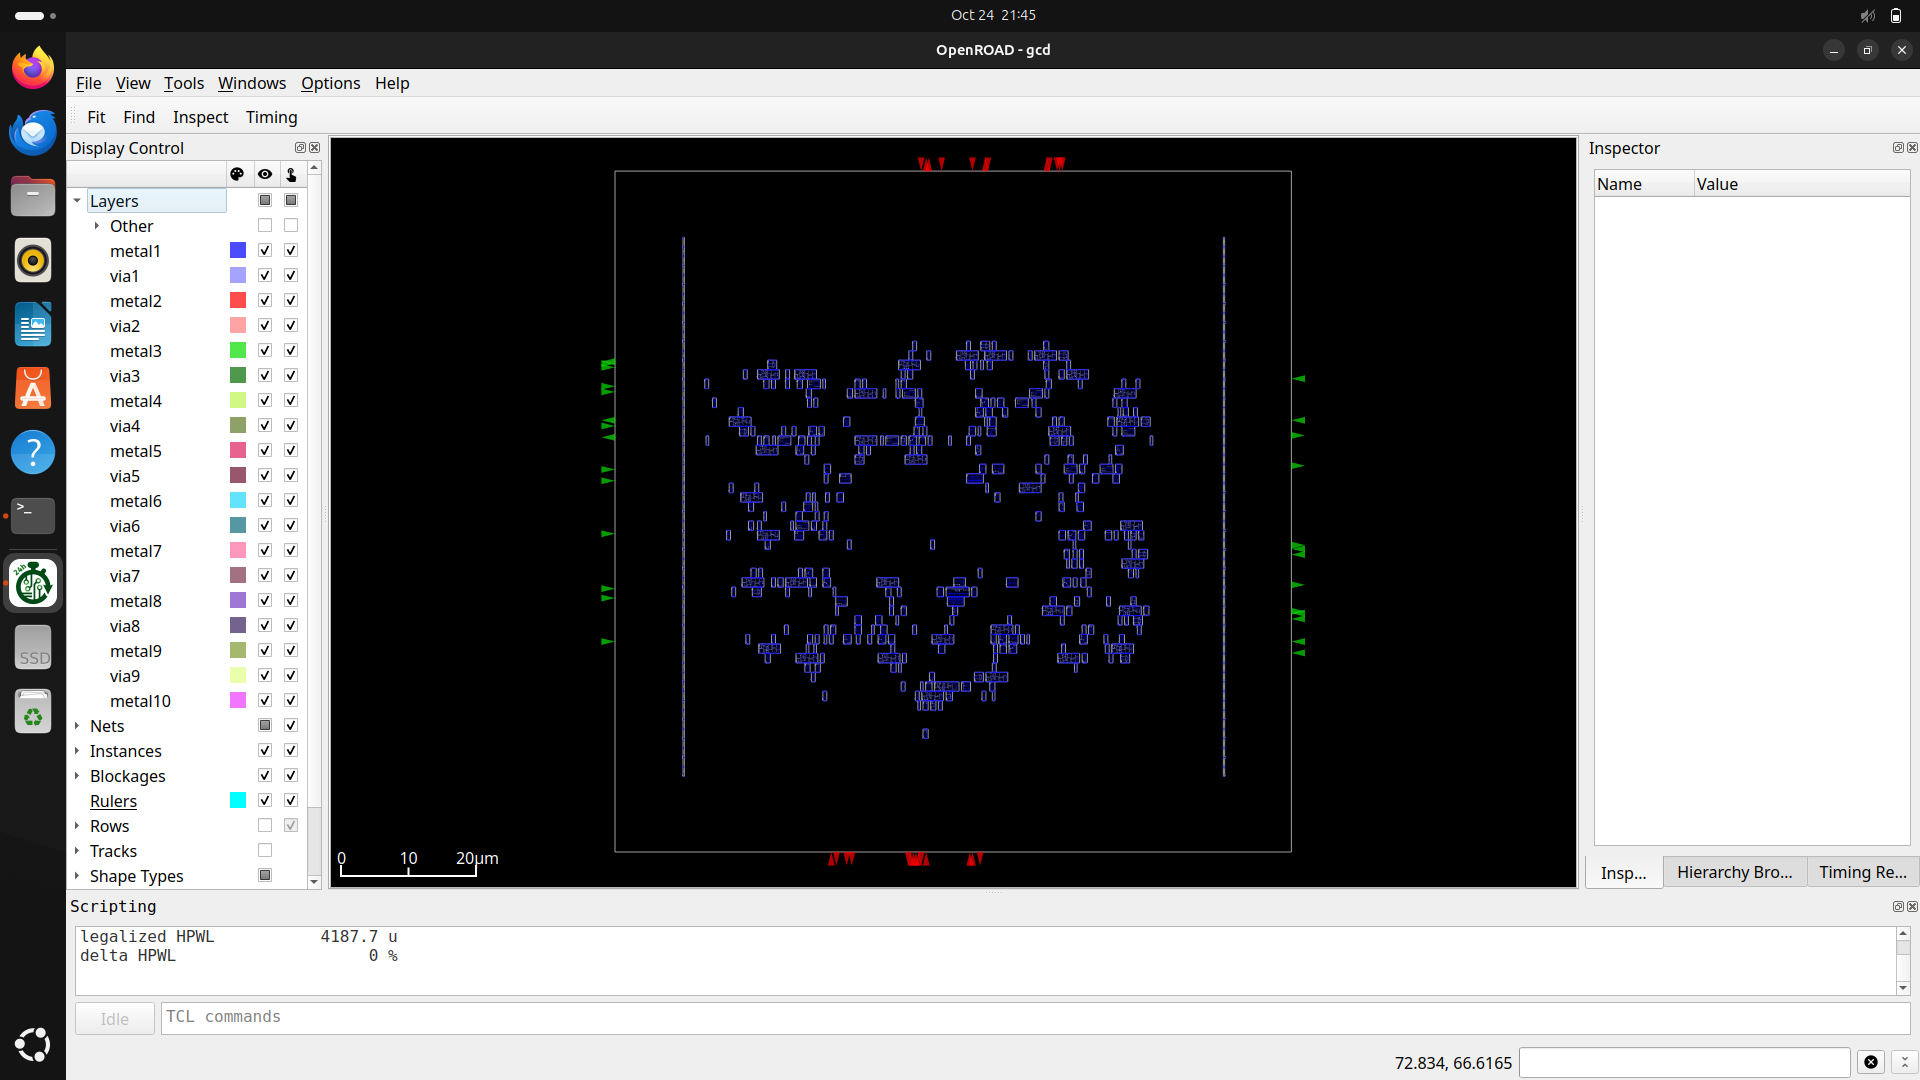 Oct 24 21:45
OpenROAD - gcd
File View Tools Windows Options Help
Fit Find Inspect Timing
Display Control
Layers
Other
metal1
via1
metal2
via2
metal3
via3
metal4
via4
metal5
via5
metal6
via6
metal7
via7
metal8
via8
metal9
via9
metal10
Nets
Instances
Blockages
Rulers
Rows
Tracks
Shape Types
0 10 20µm
Inspector
Name Value
Insp... Hierarchy Bro... Timing Re...
Scripting
legalized HPWL 4187.7 u
delta HPWL 0 %
Idle TCL commands
72.834, 66.6165
24h
SSD